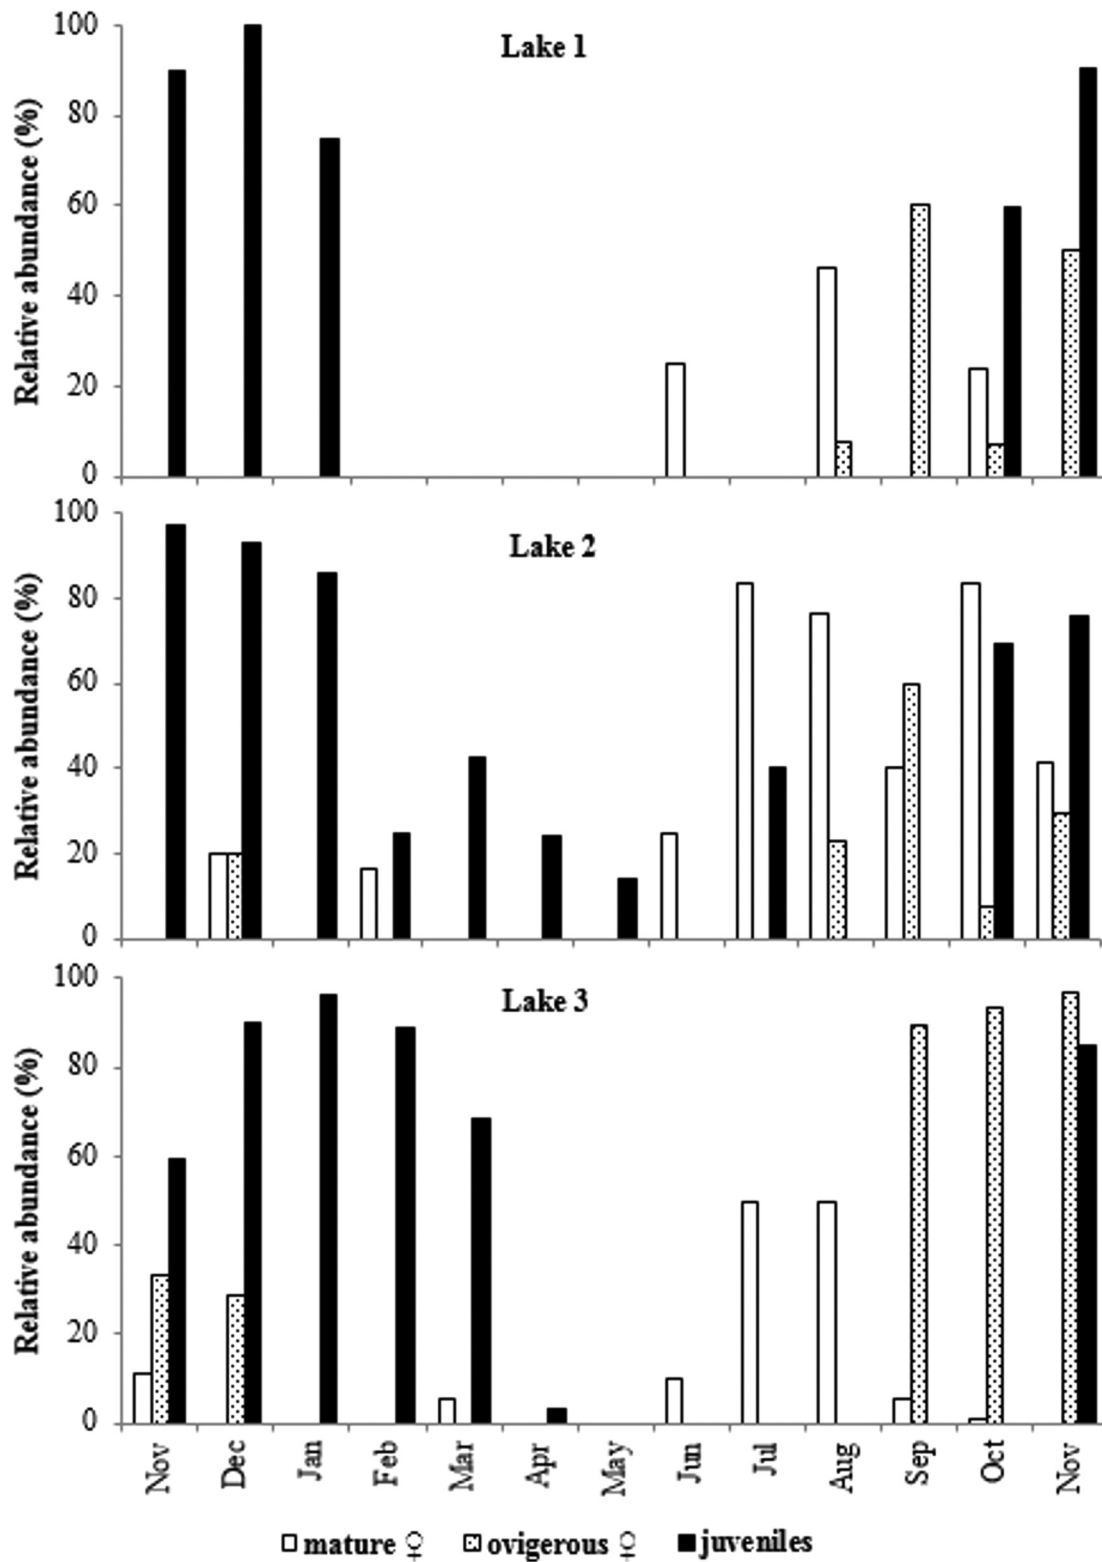 Lake 1
Relative abundance (%)
100
80
60
40
20
0
Lake 2
Relative abundance (%)
100
80
60
40
20
0
Lake 3
Relative abundance (%)
100
80
60
40
20
0
Nov Dec Jan Feb Mar Apr May Jun Jul Aug Sep Oct Nov
mature ♀ ovigerous ♀ juveniles